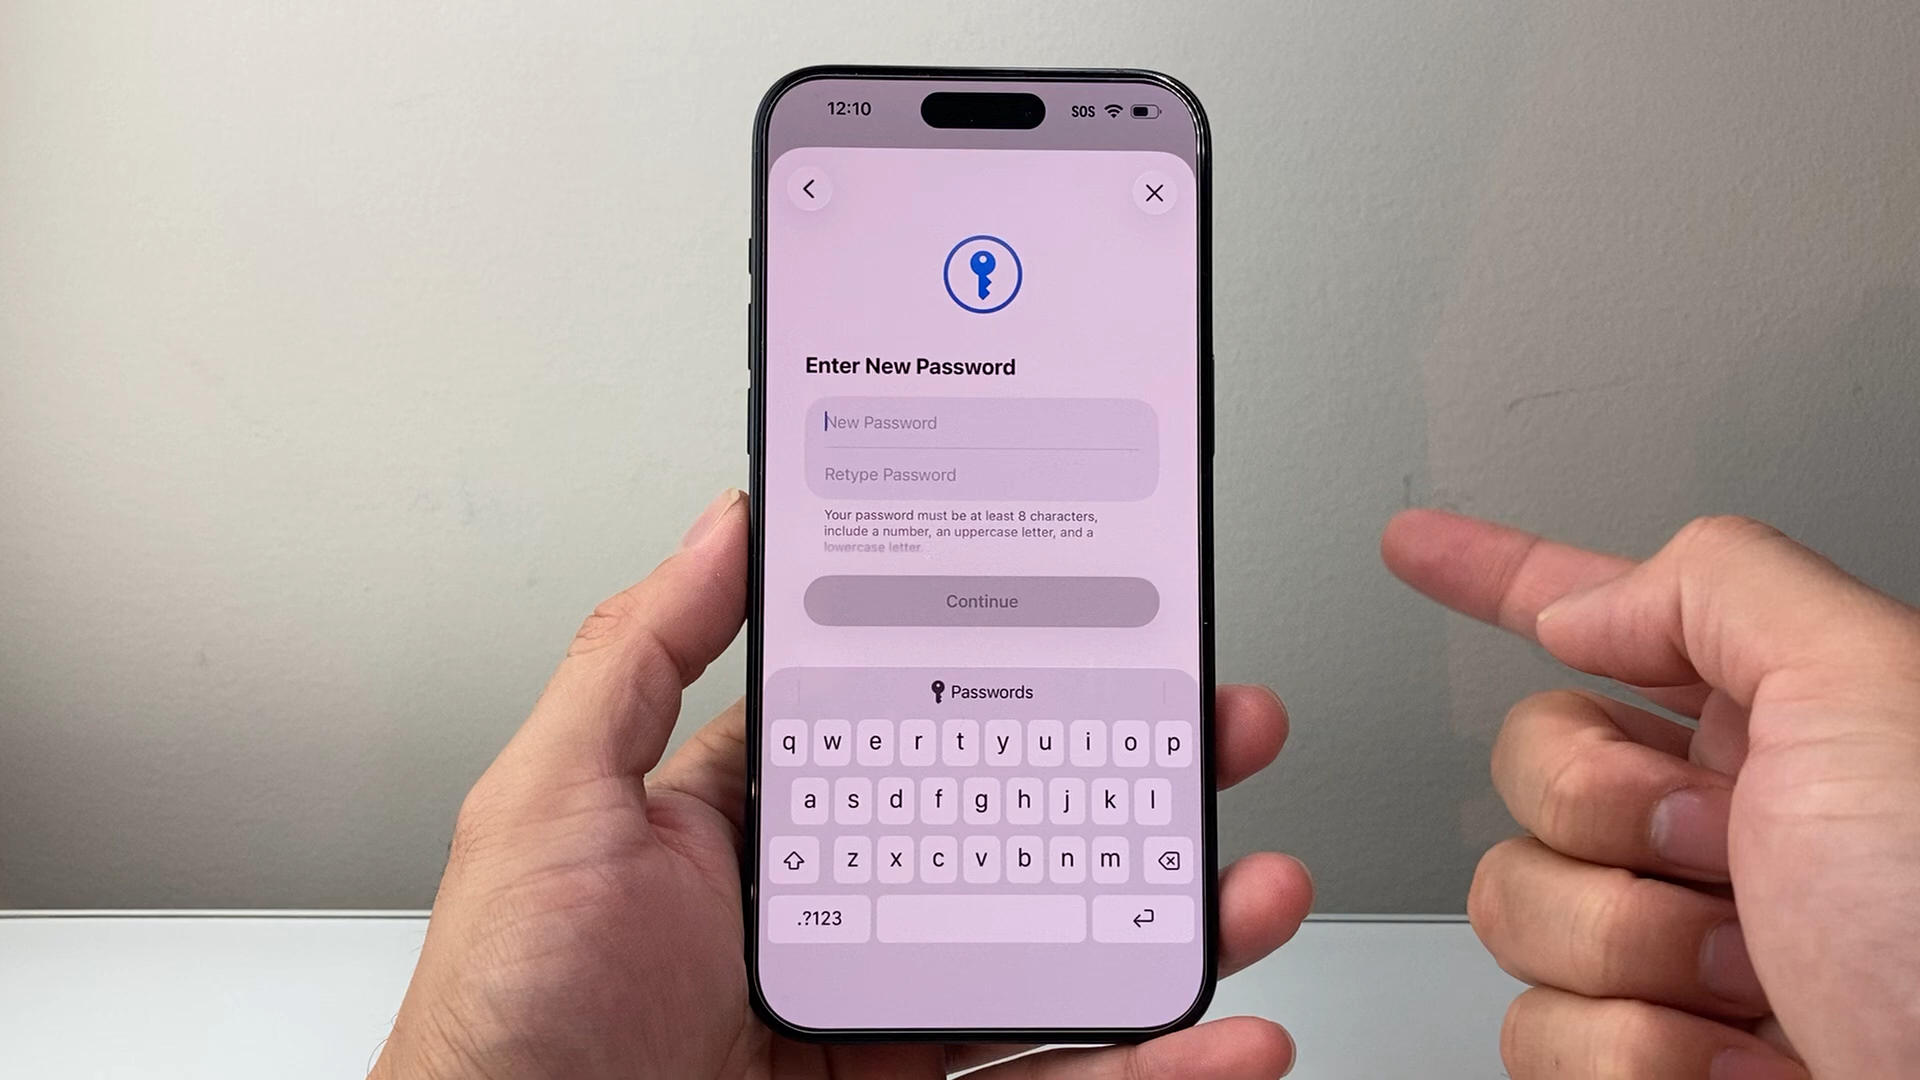 12:10 SOS
Enter New Password
New Password
Retype Password
Your password must be at least 8 characters,
include a number, an uppercase letter, and a
lowercase letter.
Continue
Passwords
q w e r t y u i o p
a s d f g h j k l
z x c v b n m
.?123